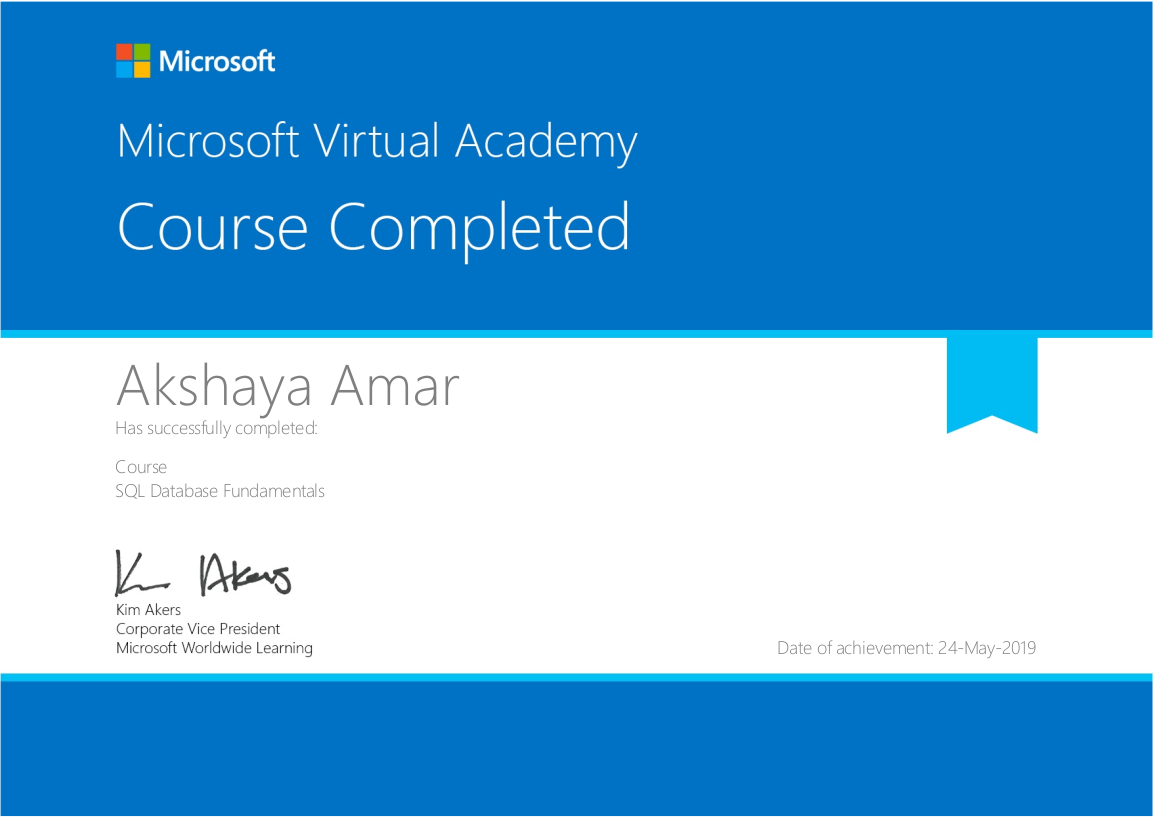 Microsoft
Microsoft Virtual Academy
Course Completed
Akshaya Amar
Has successfully completed:
Course
SQL Database Fundamentals
Kim Akers
Kim Akers
Corporate Vice President
Microsoft Worldwide Learning
Date of achievement: 24-May-2019